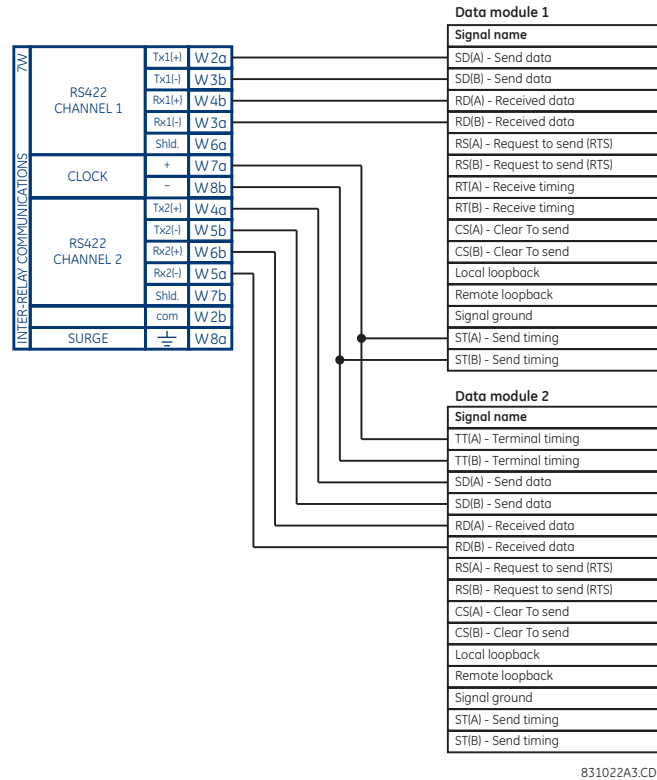 Data module 1
Signal name
7W
INTER-RELAY COMMUNICATIONS
RS422
CHANNEL 1
Tx1(+) W2a
Tx1(-) W3b
Rx1(+) W4b
Rx1(-) W3a
Shld. W6a
CLOCK
+ W7a
– W8b
RS422
CHANNEL 2
Tx2(+) W4a
Tx2(-) W5b
Rx2(+) W6b
Rx2(-) W5a
Shld. W7b
com W2b
SURGE W8a
SD(A) - Send data
SD(B) - Send data
RD(A) - Received data
RD(B) - Received data
RS(A) - Request to send (RTS)
RS(B) - Request to send (RTS)
RT(A) - Receive timing
RT(B) - Receive timing
CS(A) - Clear To send
CS(B) - Clear To send
Local loopback
Remote loopback
Signal ground
ST(A) - Send timing
ST(B) - Send timing
Data module 2
Signal name
TT(A) - Terminal timing
TT(B) - Terminal timing
SD(A) - Send data
SD(B) - Send data
RD(A) - Received data
RD(B) - Received data
RS(A) - Request to send (RTS)
RS(B) - Request to send (RTS)
CS(A) - Clear To send
CS(B) - Clear To send
Local loopback
Remote loopback
Signal ground
ST(A) - Send timing
ST(B) - Send timing
831022A3.CD